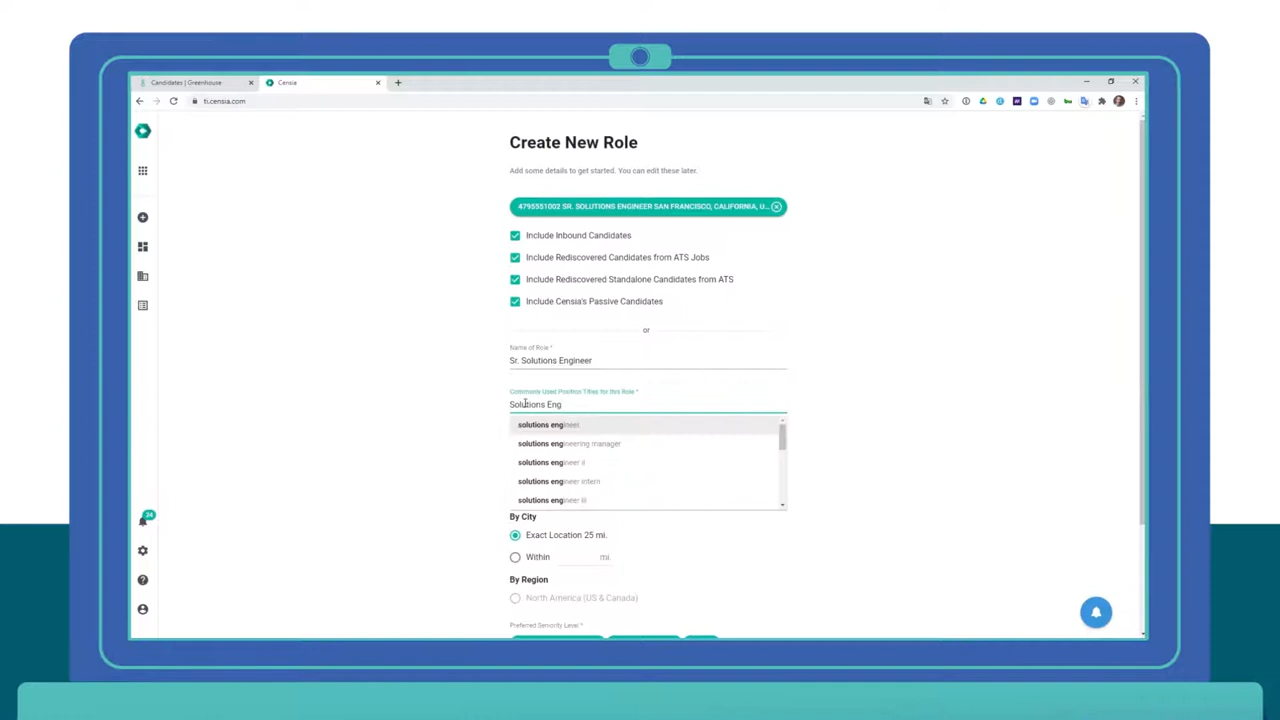 Candidates | Greenhouse
Censia
ti.censia.com
Create New Role
Add some details to get started. You can edit these later.
4795551002 SR. SOLUTIONS ENGINEER SAN FRANCISCO, CALIFORNIA, U...
Include Inbound Candidates
Include Rediscovered Candidates from ATS Jobs
Include Rediscovered Standalone Candidates from ATS
Include Censia's Passive Candidates
or
Name of Role *
Sr. Solutions Engineer
Commonly Used Position Titles for this Role *
Solutions Eng
solutions engineer
solutions engineering manager
solutions engineer ii
solutions engineer intern
solutions engineer iii
By City
Exact Location 25 mi.
Within mi.
By Region
North America (US & Canada)
Preferred Seniority Level *
24